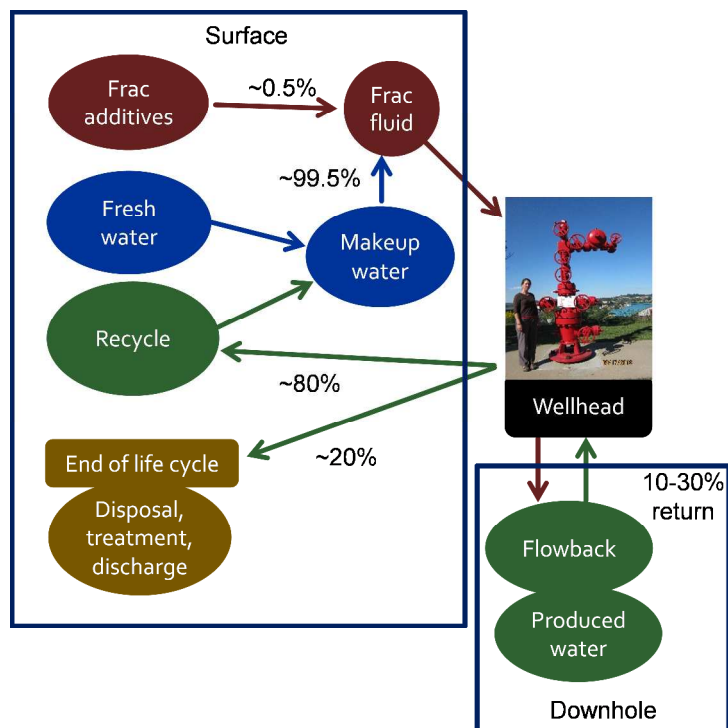 Surface
Frac
additives
~0.5%
Frac
fluid
~99.5%
Fresh
water
Makeup
water
Recycle
~80%
~20%
End of life cycle
Disposal,
treatment,
discharge
Wellhead
10-30%
return
Flowback
Produced
water
Downhole